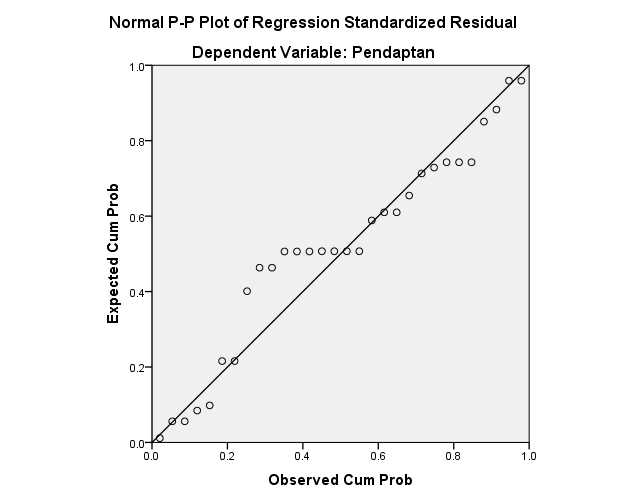 Normal P-P Plot of Regression Standardized Residual
Dependent Variable: Pendaptan
1.0
0.8
0.6
0.4
0.2
0.0
Expected Cum Prob
0.0 0.2 0.4 0.6 0.8 1.0
Observed Cum Prob